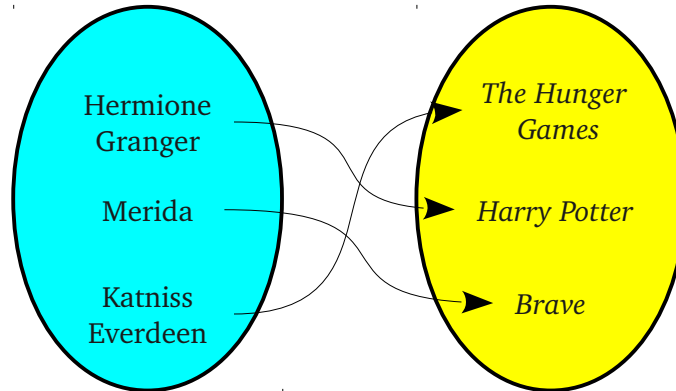 Hermione
Granger
Merida
Katniss
Everdeen
The Hunger
Games
Harry Potter
Brave